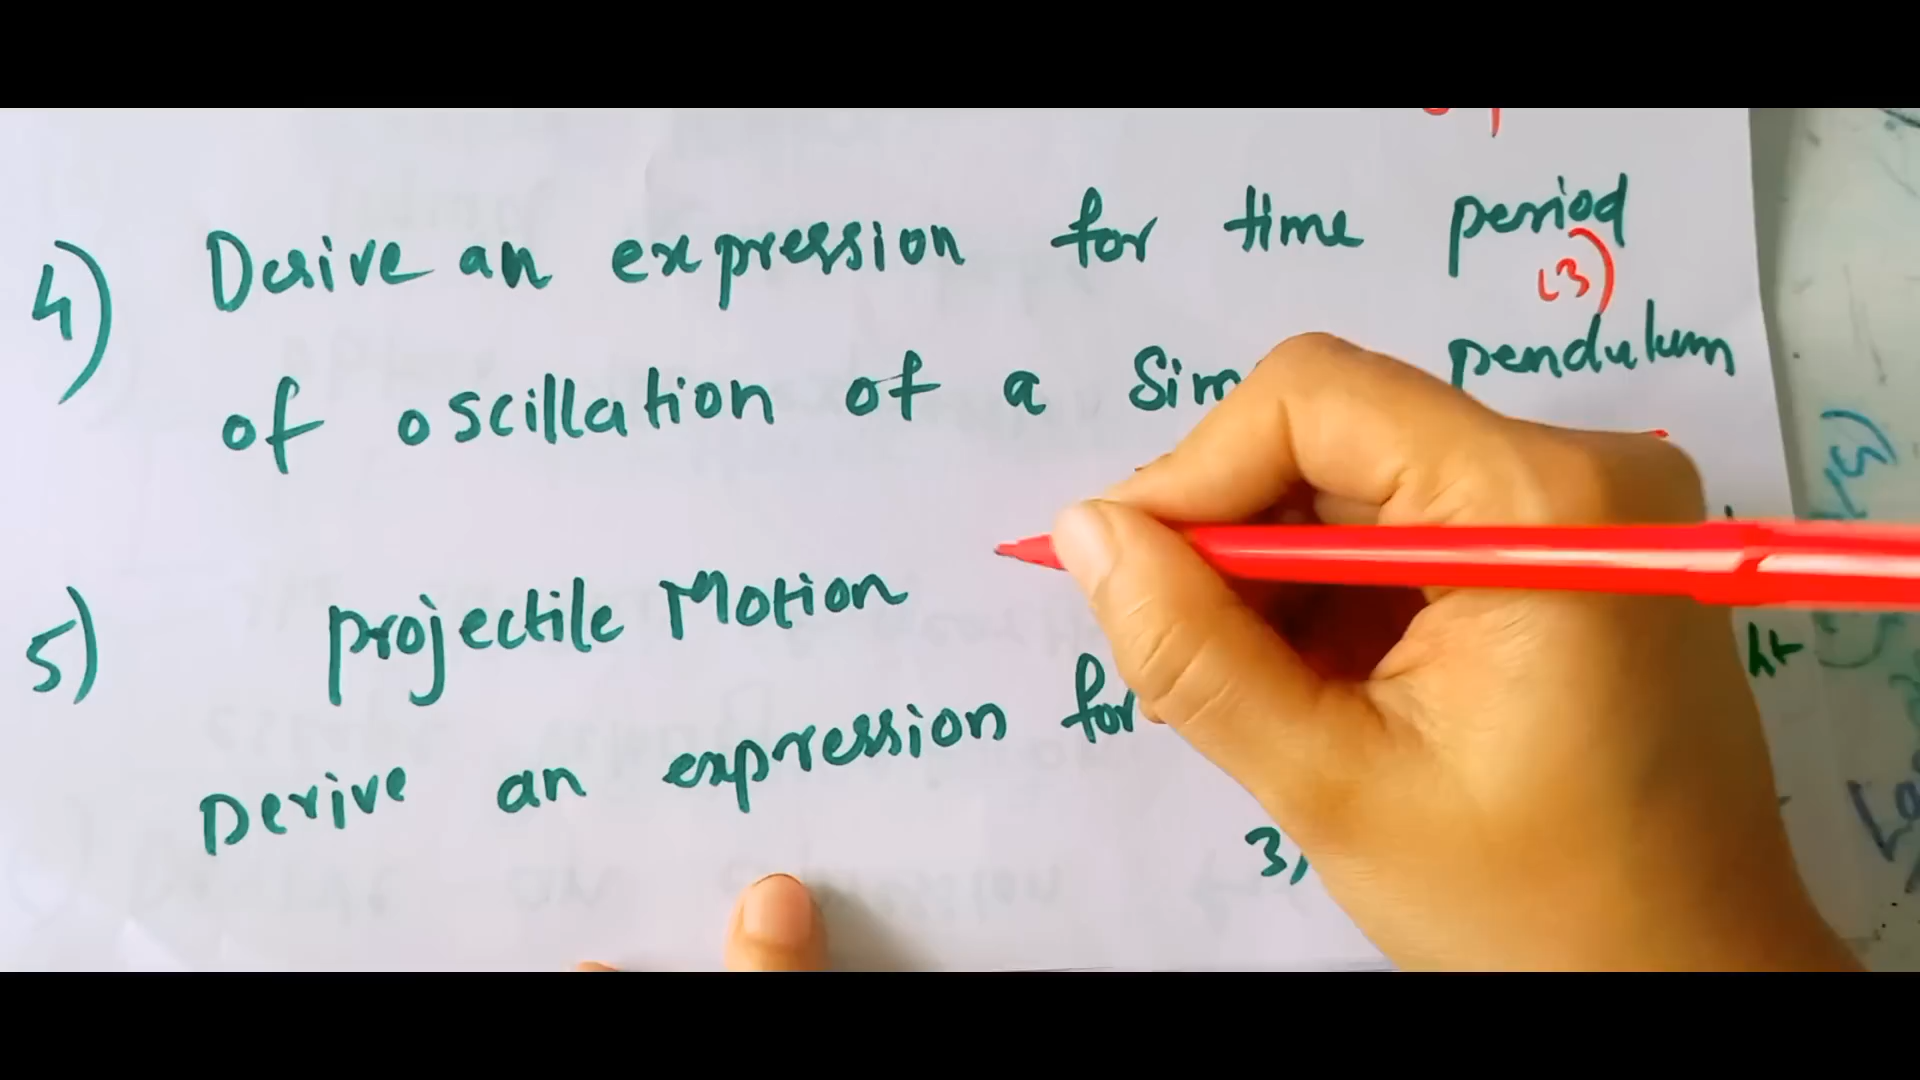 4) Derive an expression for time period
(3)
of oscillation of a Sim pendulum
5) projectile Motion
Derive an expression for
3)